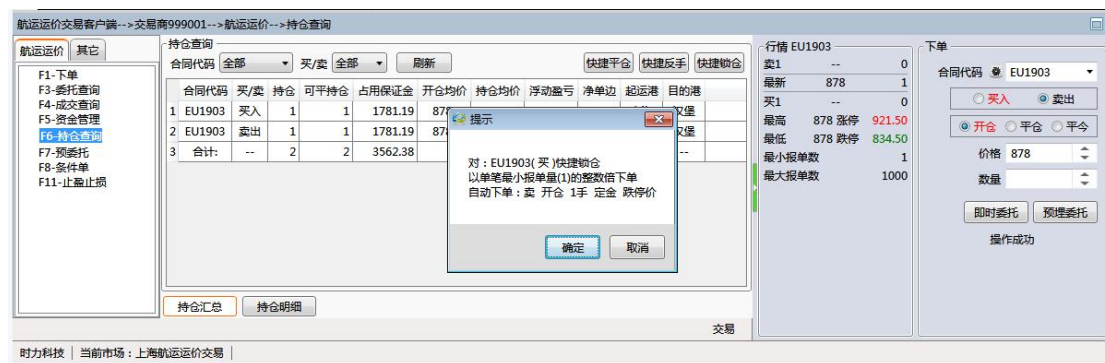 航运运价交易客户端-->交易商999001-->航运运价-->持仓查询
航运运价 其它
F1-下单
F3-委托查询
F4-成交查询
F5-资金管理
F6-持仓查询
F7-预委托
F8-条件单
F11-止盈止损
持仓查询
合同代码 全部 买/卖 全部 刷新 快捷平仓 快捷反手 快捷锁仓
合同代码 买/卖 持仓 可平持仓 占用保证金 开仓均价 持仓均价 浮动盈亏 净单边 起运港 目的港
1 EU1903 买入 1 1 1781.19
2 EU1903 卖出 1 1 1781.19
3 合计: -- 2 2 3562.38 --
提示
对：EU1903( 买 )快捷锁仓
以单笔最小报单量(1)的整数倍下单
自动下单：卖 开仓 1手 定金 跌停价
确定 取消
持仓汇总 持仓明细
交易
行情 EU1903
卖1 -- 0
最新 878 1
买1 -- 0
最高 878 涨停 921.50
最低 878 跌停 834.50
最小报单数 1
最大报单数 1000
下单
合同代码 EU1903
买入 卖出
开仓 平仓 平今
价格 878
数量
即时委托 预埋委托
操作成功
时力科技 当前市场：上海航运运价交易